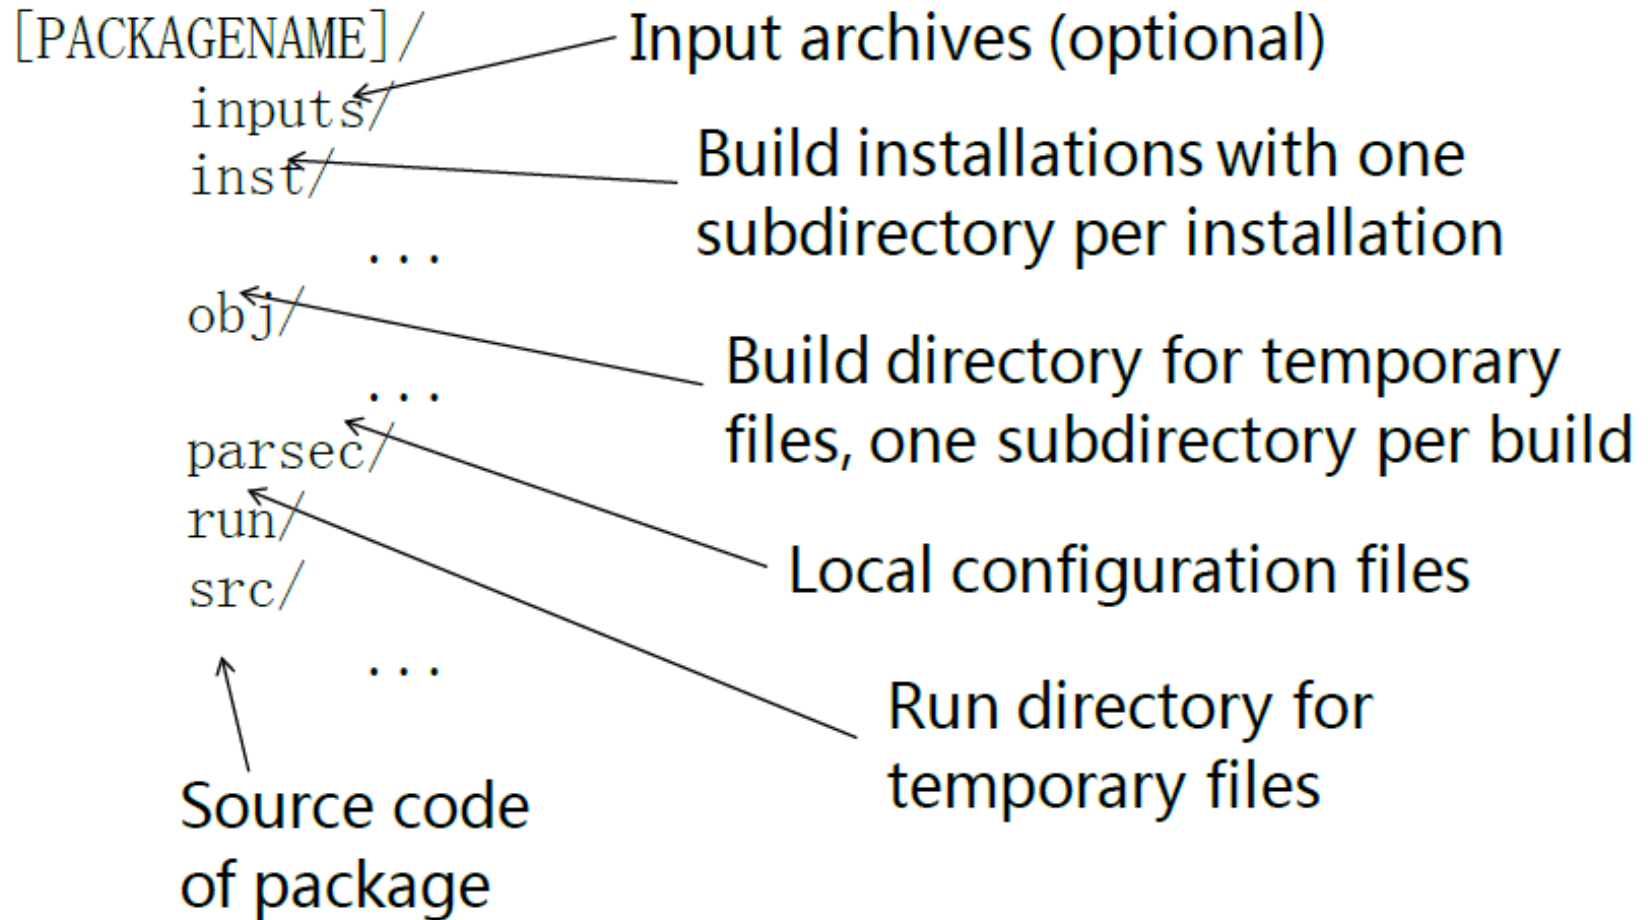 [PACKAGENAME]/
Input archives (optional)
inputs/
inst/
Build installations with one
subdirectory per installation
...
obj/
Build directory for temporary
files, one subdirectory per build
...
parsec/
run/
Local configuration files
src/
...
Run directory for
temporary files
Source code
of package